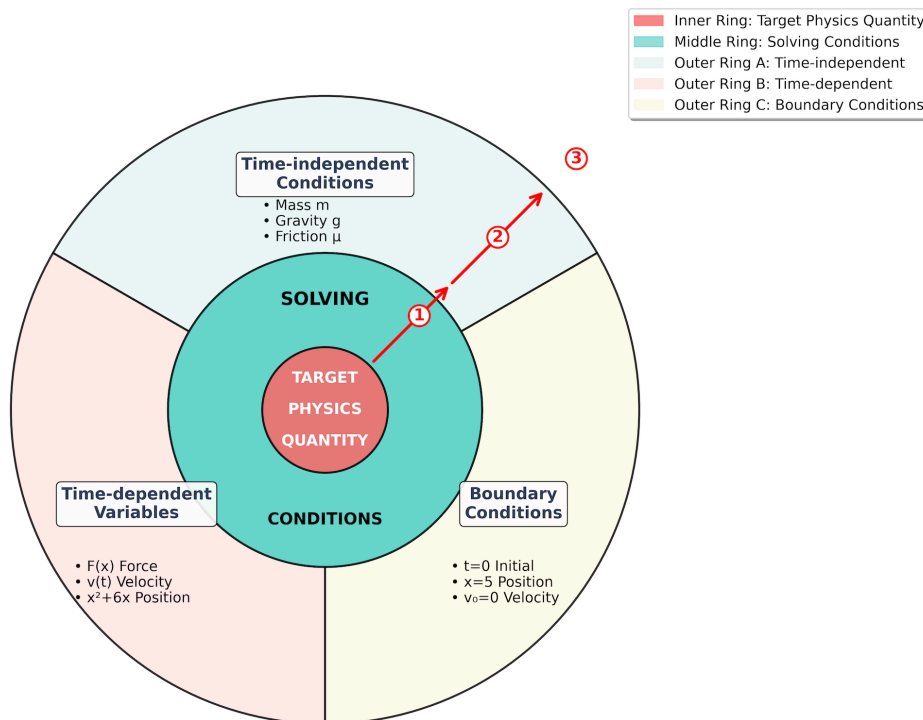 Inner Ring: Target Physics Quantity
Middle Ring: Solving Conditions
Outer Ring A: Time-independent
Outer Ring B: Time-dependent
Outer Ring C: Boundary Conditions
③
Time-independent
Conditions
• Mass m
• Gravity g
• Friction μ
②
SOLVING
①
TARGET
PHYSICS
QUANTITY
CONDITIONS
Time-dependent
Variables
• F(x) Force
• v(t) Velocity
• x²+6x Position
Boundary
Conditions
• t=0 Initial
• x=5 Position
• v₀=0 Velocity